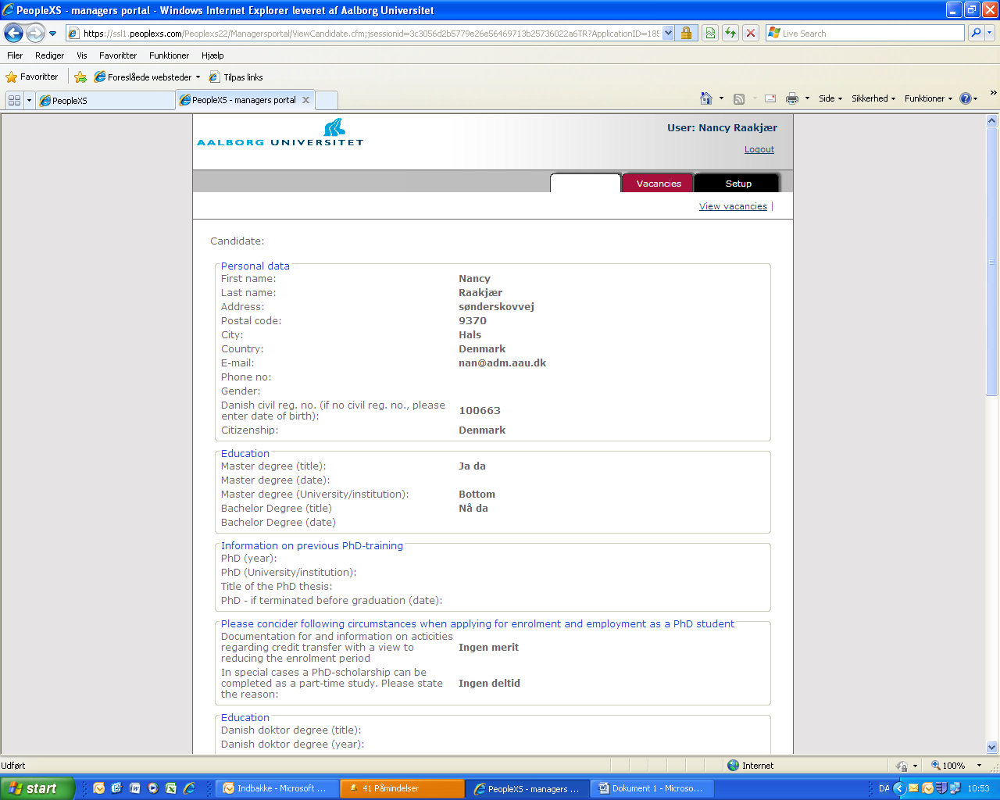 PeopleXS - managers portal - Windows Internet Explorer leveret af Aalborg Universitet
https://ssl1.peoplexs.com/Peoplexs22/Managersportal/ViewCandidate.cfm;jsessionid=3c3056d2b5779e26e56469713b25736022a6TR?ApplicationID=185
Live Search
Filer Rediger Vis Favoritter Funktioner Hjælp
Favoritter Foreslåede websteder Tilpas links
PeopleXS PeopleXS - managers portal Side Sikkerhed Funktioner
AALBORG UNIVERSITET
User: Nancy Raakjær
Logout
Vacancies Setup
View vacancies |
Candidate:
Personal data
First name: Nancy
Last name: Raakjær
Address: sønderskovvej
Postal code: 9370
City: Hals
Country: Denmark
E-mail: nan@adm.aau.dk
Phone no:
Gender:
Danish civil reg. no. (if no civil reg. no., please
enter date of birth): 100663
Citizenship: Denmark
Education
Master degree (title): Ja da
Master degree (date):
Master degree (University/institution): Bottom
Bachelor Degree (title) Nå da
Bachelor Degree (date)
Information on previous PhD-training
PhD (year):
PhD (University/institution):
Title of the PhD thesis:
PhD - if terminated before graduation (date):
Please concider following circumstances when applying for enrolment and employment as a PhD student
Documentation for and information on acticities
regarding credit transfer with a view to Ingen merit
reducing the enrolment period
In special cases a PhD-scholarship can be
completed as a part-time study. Please state Ingen deltid
the reason:
Education
Danish doktor degree (title):
Danish doktor degree (year):
Udført Internet 100%
start Indbakke - Microsoft ... 41 Påmindelser PeopleXS - managers ... Dokument 1 - Microso... DA 10:53